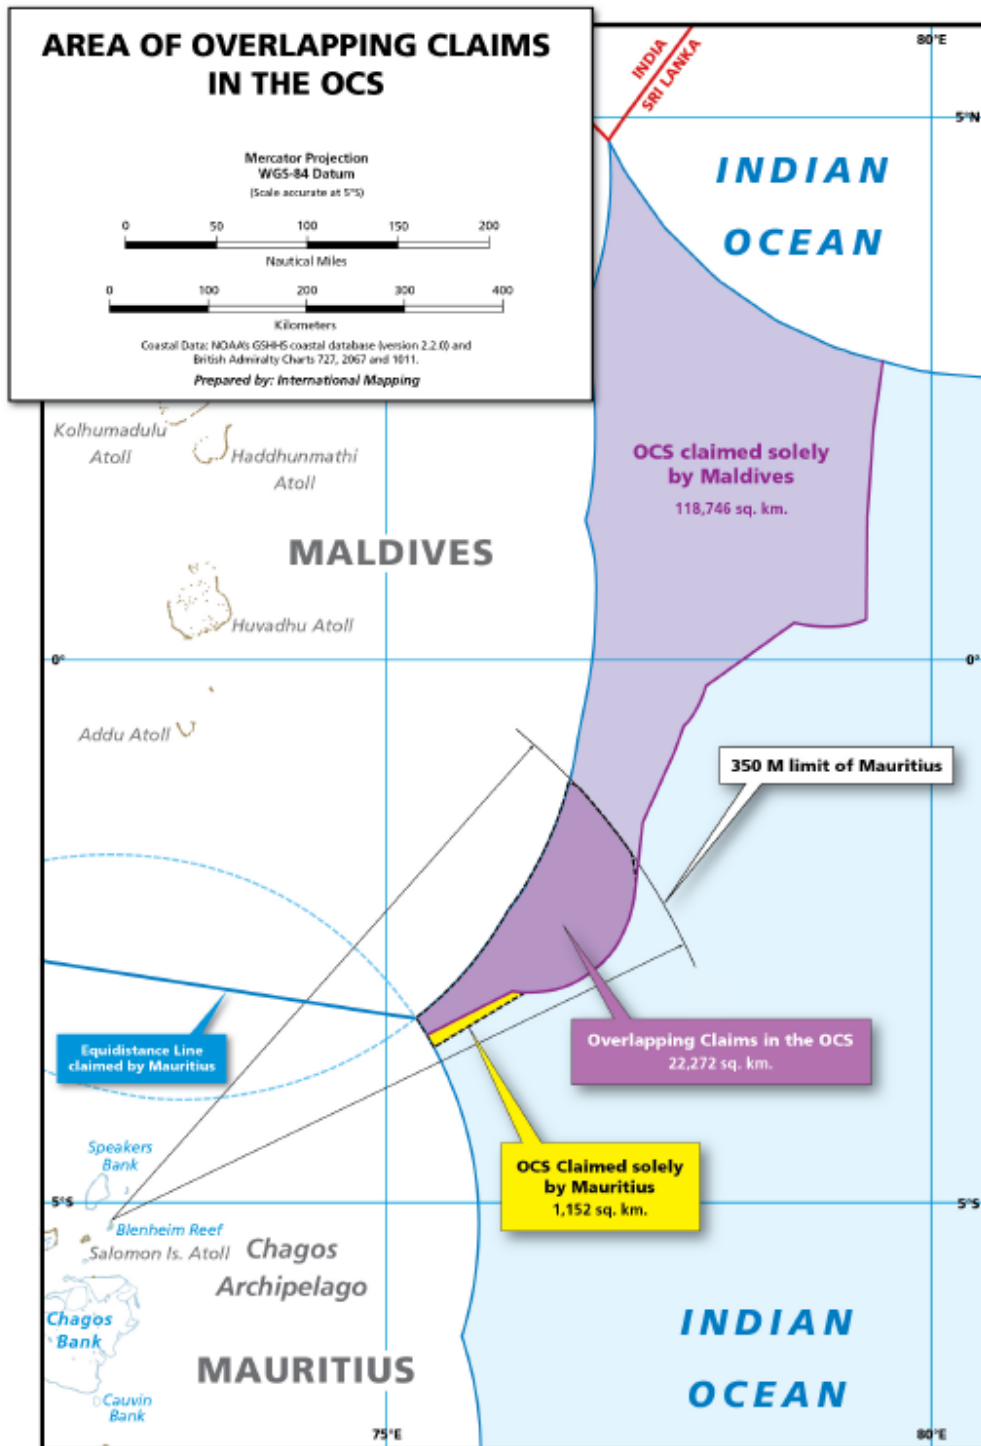 AREA OF OVERLAPPING CLAIMS
IN THE OCS
Mercator Projection
WGS-84 Datum
(Scale accurate at 5°S)
0 50 100 150 200
Nautical Miles
0 100 200 300 400
Kilometers
Coastal Data: NOAA's GSHHS coastal database (version 2.2.0) and
British Admiralty Charts 727, 2067 and 1011.
Prepared by: International Mapping
80°E
INDIA
SRI LANKA
5°N
INDIAN
OCEAN
Kolhumadulu
Atoll
Haddhunmathi
Atoll
OCS claimed solely
by Maldives
118,746 sq. km.
MALDIVES
Huvadhu Atoll
0°
0°
Addu Atoll
350 M limit of Mauritius
Equidistance Line
claimed by Mauritius
Overlapping Claims in the OCS
22,272 sq. km.
OCS Claimed solely
by Mauritius
1,152 sq. km.
Speakers
Bank
5°S
5°S
Blenheim Reef
Salomon Is. Atoll
Chagos
Archipelago
Chagos
Bank
INDIAN
OCEAN
MAURITIUS
Cauvin
Bank
75°E
80°E